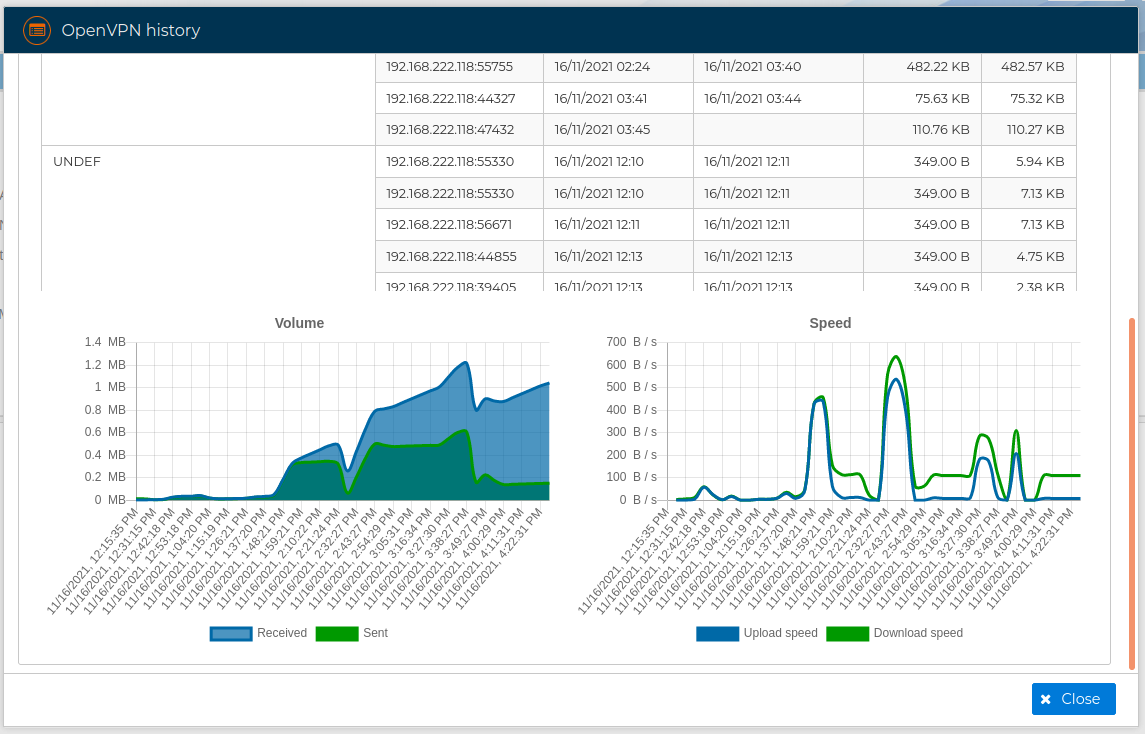 OpenVPN history
192.168.222.118:55755 16/11/2021 02:24 16/11/2021 03:40 482.22 KB 482.57 KB
192.168.222.118:44327 16/11/2021 03:41 16/11/2021 03:44 75.63 KB 75.32 KB
192.168.222.118:47432 16/11/2021 03:45 110.76 KB 110.27 KB
UNDEF 192.168.222.118:55330 16/11/2021 12:10 16/11/2021 12:11 349.00 B 5.94 KB
192.168.222.118:55330 16/11/2021 12:10 16/11/2021 12:11 349.00 B 7.13 KB
192.168.222.118:56671 16/11/2021 12:11 16/11/2021 12:11 349.00 B 7.13 KB
192.168.222.118:44855 16/11/2021 12:13 16/11/2021 12:13 349.00 B 4.75 KB
192.168.222.118:39405 16/11/2021 12:13 16/11/2021 12:13 349.00 B 2.38 KB
Volume
1.4 MB
1.2 MB
1 MB
0.8 MB
0.6 MB
0.4 MB
0.2 MB
0 MB
11/16/2021, 12:15:35 PM
11/16/2021, 12:31:15 PM
11/16/2021, 12:42:18 PM
11/16/2021, 12:53:18 PM
11/16/2021, 1:04:20 PM
11/16/2021, 1:15:19 PM
11/16/2021, 1:26:21 PM
11/16/2021, 1:37:20 PM
11/16/2021, 1:48:21 PM
11/16/2021, 1:59:21 PM
11/16/2021, 2:10:22 PM
11/16/2021, 2:21:24 PM
11/16/2021, 2:32:27 PM
11/16/2021, 2:43:27 PM
11/16/2021, 2:54:29 PM
11/16/2021, 3:05:31 PM
11/16/2021, 3:16:34 PM
11/16/2021, 3:27:30 PM
11/16/2021, 3:38:27 PM
11/16/2021, 3:49:27 PM
11/16/2021, 4:00:29 PM
11/16/2021, 4:11:31 PM
11/16/2021, 4:22:31 PM
Received Sent
Speed
700 B / s
600 B / s
500 B / s
400 B / s
300 B / s
200 B / s
100 B / s
0 B / s
11/16/2021, 12:15:35 PM
11/16/2021, 12:31:15 PM
11/16/2021, 12:42:18 PM
11/16/2021, 12:53:18 PM
11/16/2021, 1:04:20 PM
11/16/2021, 1:15:19 PM
11/16/2021, 1:26:21 PM
11/16/2021, 1:37:20 PM
11/16/2021, 1:48:21 PM
11/16/2021, 1:59:21 PM
11/16/2021, 2:10:22 PM
11/16/2021, 2:21:24 PM
11/16/2021, 2:32:27 PM
11/16/2021, 2:43:27 PM
11/16/2021, 2:54:29 PM
11/16/2021, 3:05:31 PM
11/16/2021, 3:16:34 PM
11/16/2021, 3:27:30 PM
11/16/2021, 3:38:27 PM
11/16/2021, 3:49:27 PM
11/16/2021, 4:00:29 PM
11/16/2021, 4:11:31 PM
11/16/2021, 4:22:31 PM
Upload speed Download speed
Close